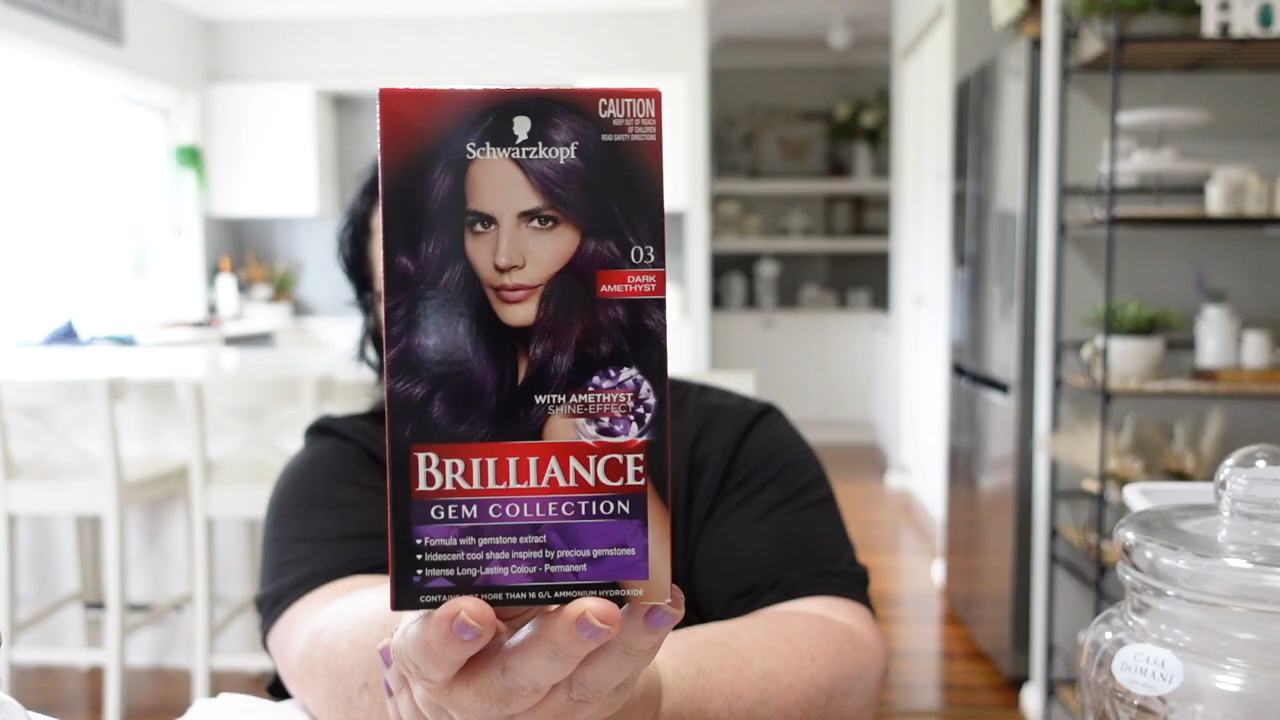 CAUTION
KEEP OUT OF REACH
OF CHILDREN
READ SAFETY DIRECTIONS
Schwarzkopf
03
DARK
AMETHYST
WITH AMETHYST
SHINE-EFFECT
BRILLIANCE
GEM COLLECTION
Formula with gemstone extract
Iridescent cool shade inspired by precious gemstones
Intense Long-Lasting Colour - Permanent
MORE THAN 16 G/L AMMONIUM HYDROXIDE
HO
CASA
DOMANI